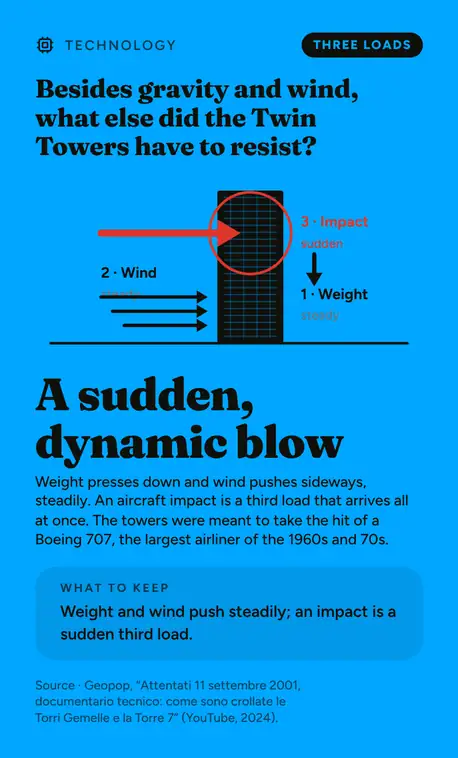 TECHNOLOGY
THREE LOADS
Besides gravity and wind,
what else did the Twin
Towers have to resist?
3 · Impact
sudden
2 · Wind
steady
1 · Weight
steady
A sudden,
dynamic blow
Weight presses down and wind pushes sideways,
steadily. An aircraft impact is a third load that arrives all
at once. The towers were meant to take the hit of a
Boeing 707, the largest airliner of the 1960s and 70s.
WHAT TO KEEP
Weight and wind push steadily; an impact is a
sudden third load.
Source · Geopop, “Attentati 11 settembre 2001,
documentario tecnico: come sono crollate le
Torri Gemelle e la Torre 7” (YouTube, 2024).